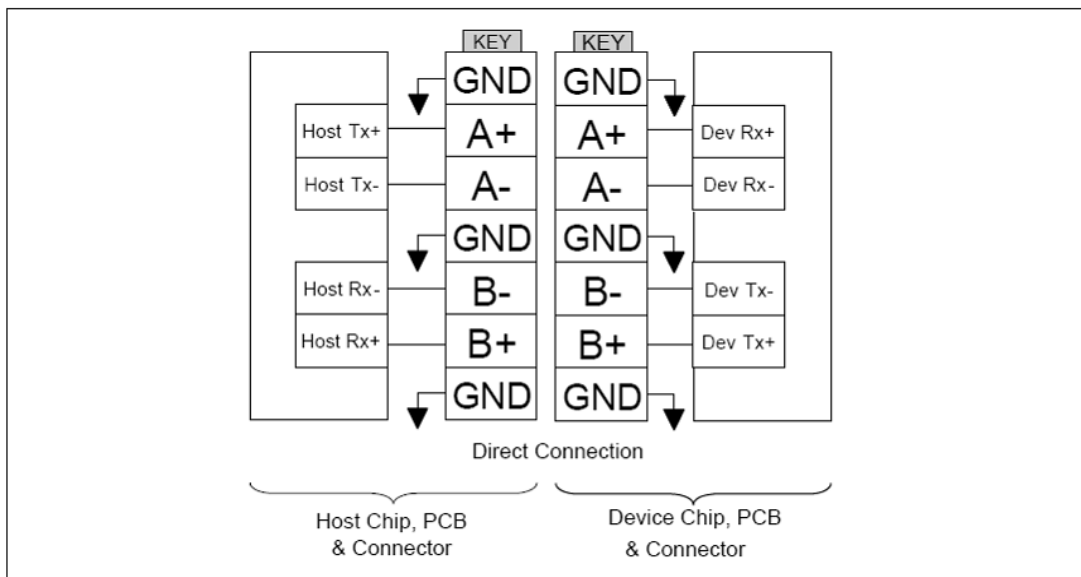 KEY KEY
GND GND
Host Tx+ A+ A+ Dev Rx+
Host Tx- A- A- Dev Rx-
GND GND
Host Rx- B- B- Dev Tx-
Host Rx+ B+ B+ Dev Tx+
GND GND
Direct Connection
Host Chip, PCB Device Chip, PCB
& Connector & Connector